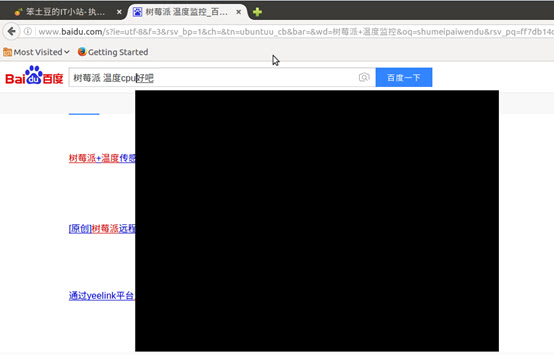 笨土豆的IT小站- 执... 树莓派 温度监控_百...
www.baidu.com/s?ie=utf-8&f=3&rsv_bp=1&ch=&tn=ubuntuu_cb&bar=&wd=树莓派+温度监控&oq=shumeipaiwendu&rsv_pq=ff7db14c
Most Visited Getting Started
Bai du 百度 树莓派 温度cpu好吧 百度一下
树莓派+温度传感
[原创]树莓派远程
通过yeelink平台